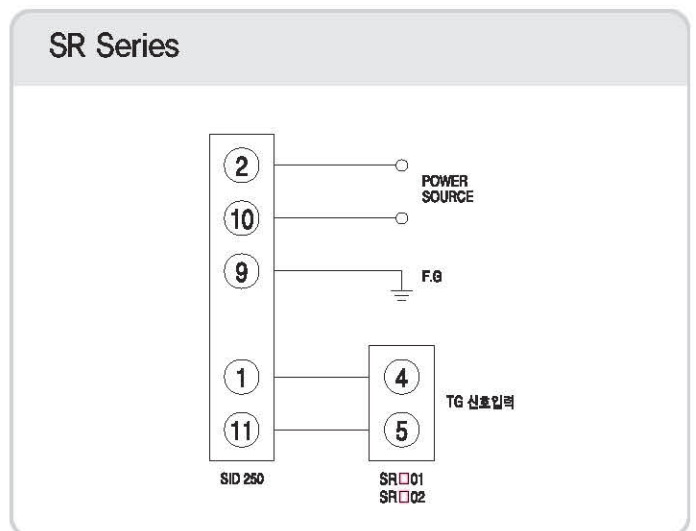 SR Series
2
POWER
SOURCE
10
9
F.G
1
4
TG 신호입력
11
5
SID 250
SR□01
SR□02